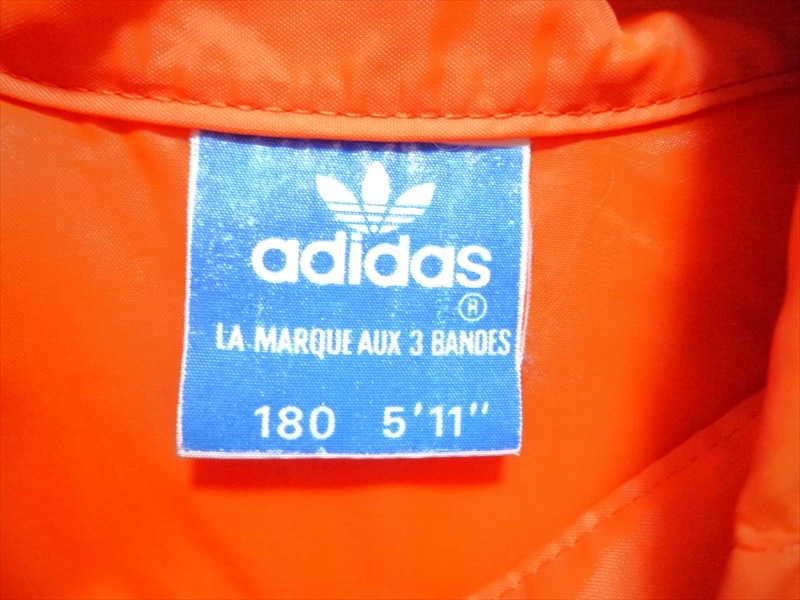 adidas
®
LA MARQUE AUX 3 BANDES
180 5'11"